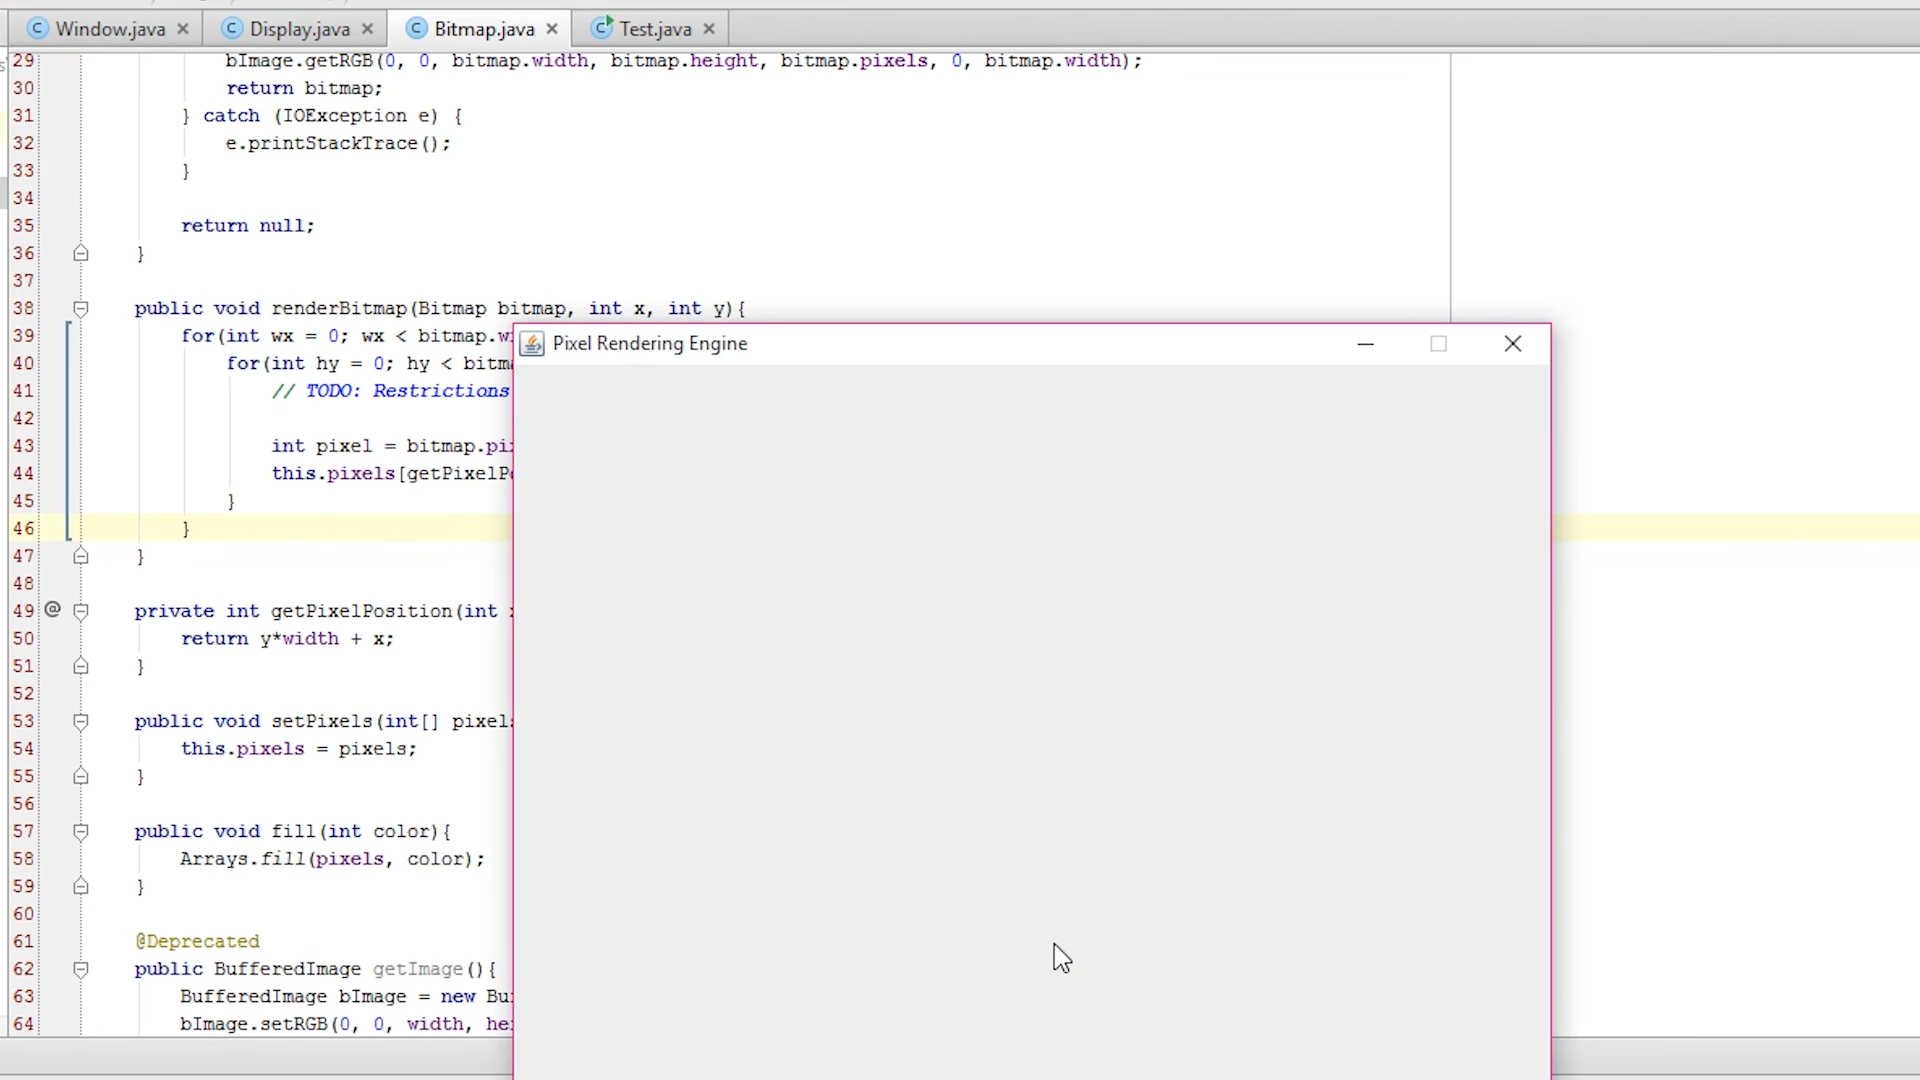 Window.java Display.java Bitmap.java Test.java
29 bImage.getRGB(0, 0, bitmap.width, bitmap.height, bitmap.pixels, 0, bitmap.width);
30 return bitmap;
31 } catch (IOException e) {
32 e.printStackTrace();
33 }
34
35 return null;
36 }
37
38 public void renderBitmap(Bitmap bitmap, int x, int y){
39 for(int wx = 0; wx < bitmap.wi
40 for(int hy = 0; hy < bitm
41 // TODO: Restrictions
42
43 int pixel = bitmap.pix
44 this.pixels[getPixelPo
45 }
46 }
47 }
48
49 @ private int getPixelPosition(int
50 return y*width + x;
51 }
52
53 public void setPixels(int[] pixels
54 this.pixels = pixels;
55 }
56
57 public void fill(int color){
58 Arrays.fill(pixels, color);
59 }
60
61 @Deprecated
62 public BufferedImage getImage(){
63 BufferedImage bImage = new Bu
64 bImage.setRGB(0, 0, width, hei
Pixel Rendering Engine